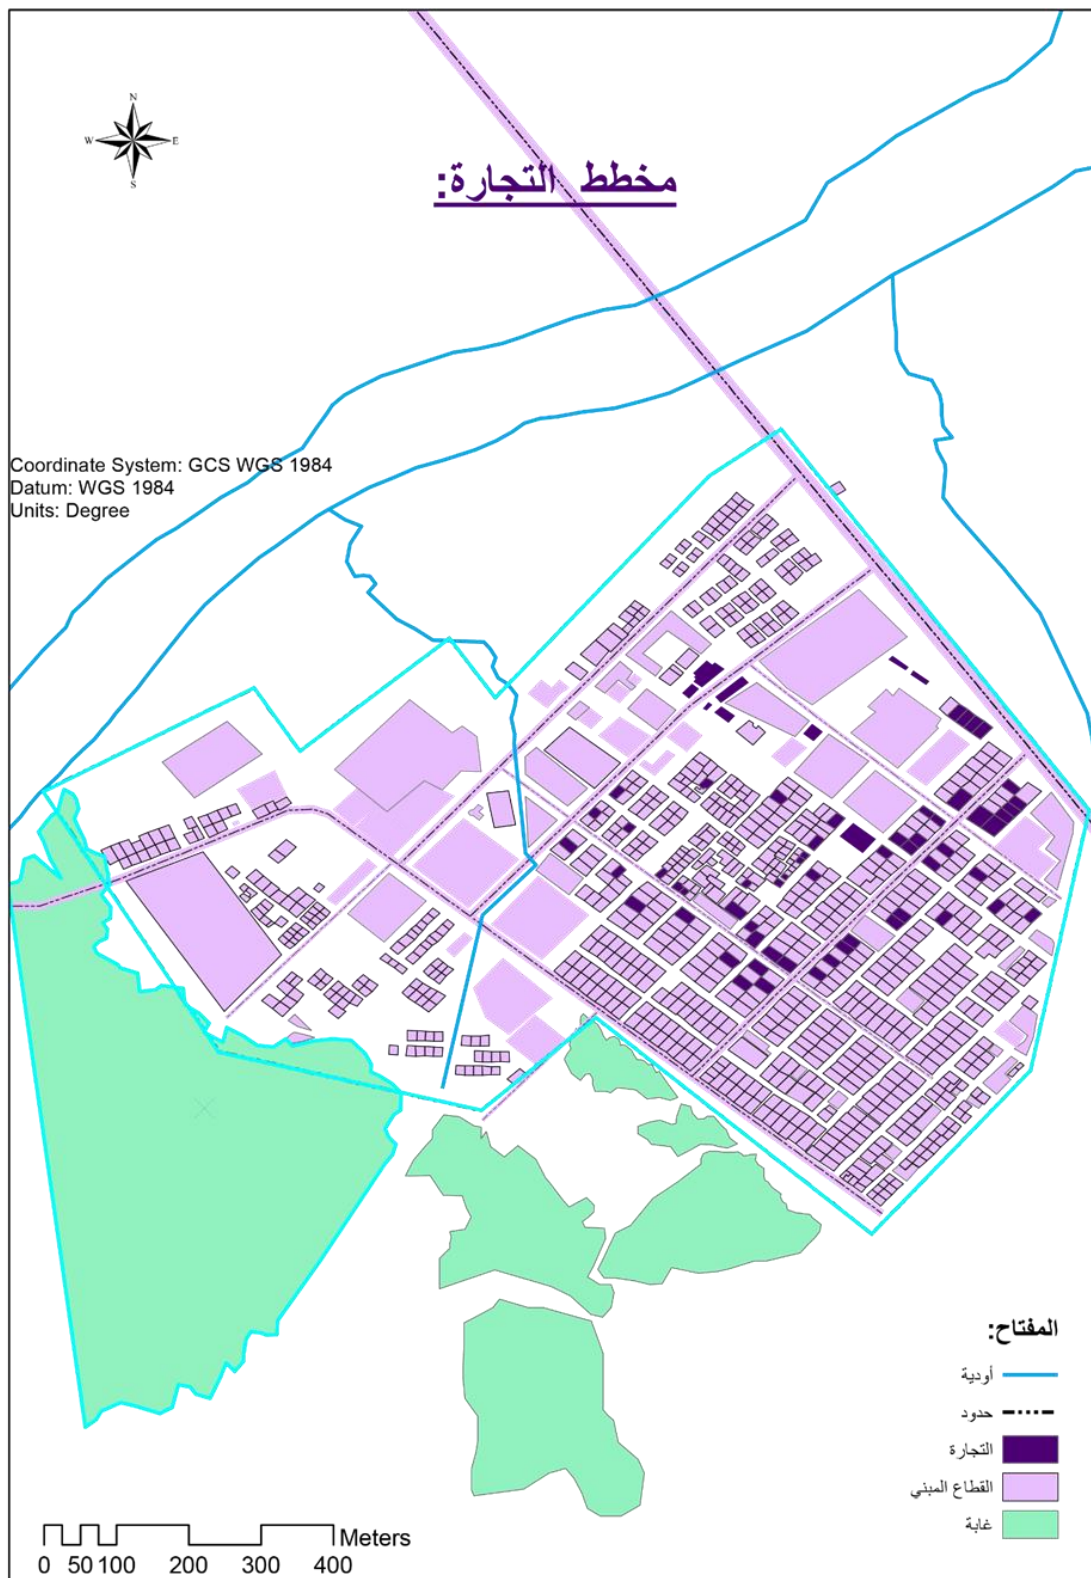 N
W E
S
مخطط التجارة:
Coordinate System: GCS WGS 1984
Datum: WGS 1984
Units: Degree
المفتاح:
أودية
حدود
التجارة
القطاع المبني
غابة
Meters
0 50 100 200 300 400